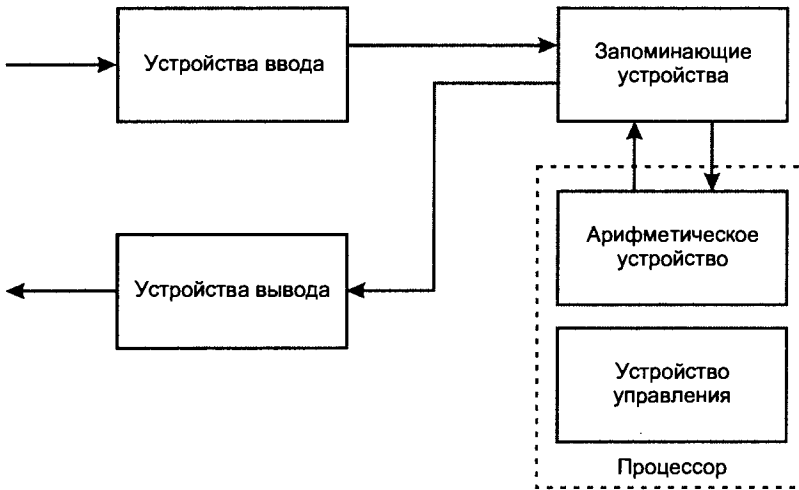 Устройства ввода
Запоминающие
устройства
Арифметическое
устройство
Устройства вывода
Устройство
управления
Процессор